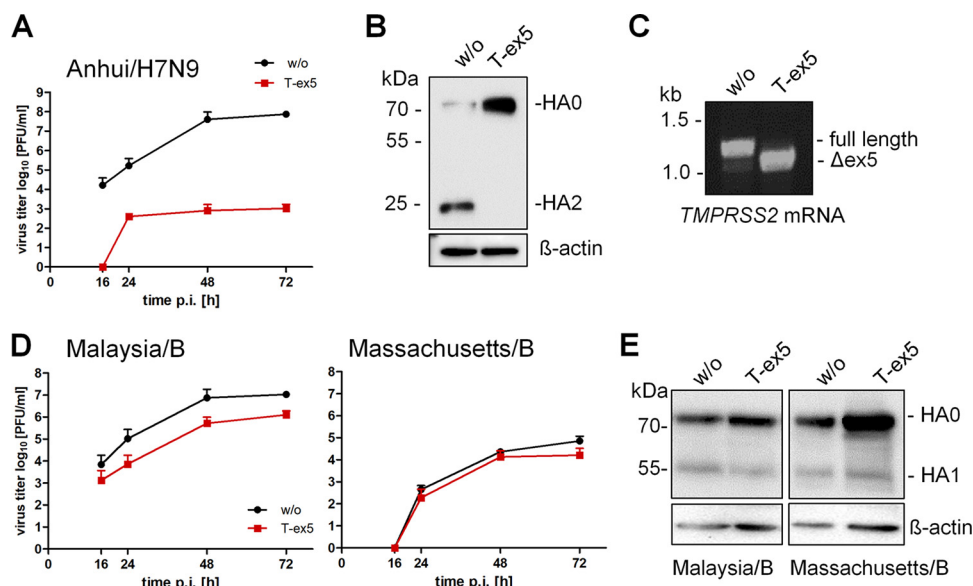 A
Anhui/H7N9
w/o
T-ex5
virus titer log10 [PFU/ml]
9
8
7
6
5
4
3
2
1
0
0 16 24 48 72
time p.i. [h]
B
w/o T-ex5
kDa
70 - -HA0
55 -
25 - -HA2
ß-actin
C
w/o T-ex5
kb
1.5 -
- full length
- Δex5
1.0 -
TMPRSS2 mRNA
D
Malaysia/B
virus titer log10 [PFU/ml]
8
7
6
5
4
3
2
1
0
w/o
T-ex5
0 16 24 48 72
time p.i. [h]
Massachusetts/B
8
7
6
5
4
3
2
1
0
0 16 24 48 72
time p.i. [h]
E
w/o T-ex5 w/o T-ex5
kDa
70- - HA0
55- - HA1
ß-actin
Malaysia/B Massachusetts/B